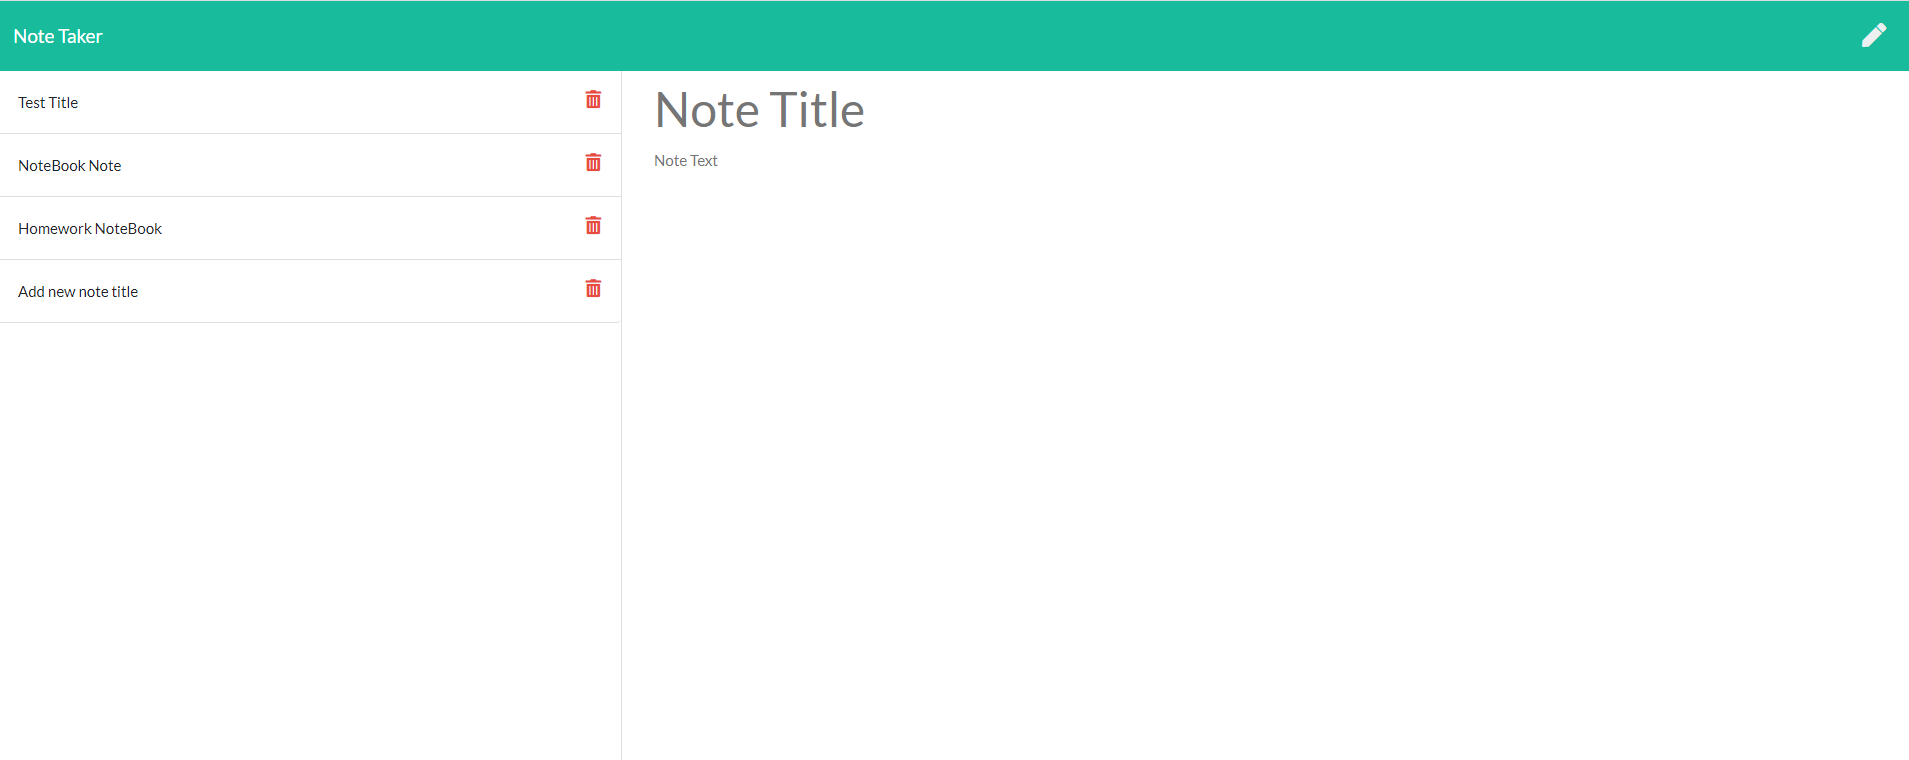 Note Taker
Test Title
NoteBook Note
Homework NoteBook
Add new note title
Note Title
Note Text